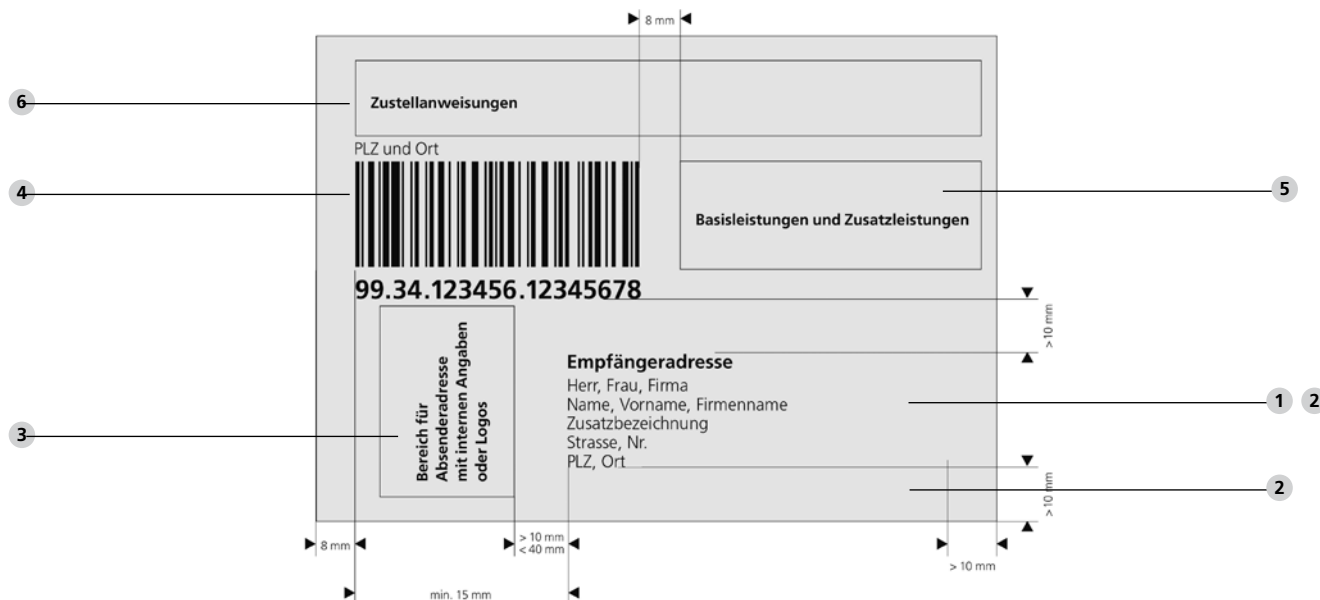 8 mm
6
Zustellanweisungen
PLZ und Ort
4
5
Basisleistungen und Zusatzleistungen
99.34.123456.12345678
> 10 mm
Bereich für
Absenderadresse
mit internen Angaben
oder Logos
3
Empfängeradresse
Herr, Frau, Firma
Name, Vorname, Firmenname
Zusatzbezeichnung
Strasse, Nr.
PLZ, Ort
1 2
> 10 mm
2
8 mm
> 10 mm
< 40 mm
> 10 mm
min. 15 mm